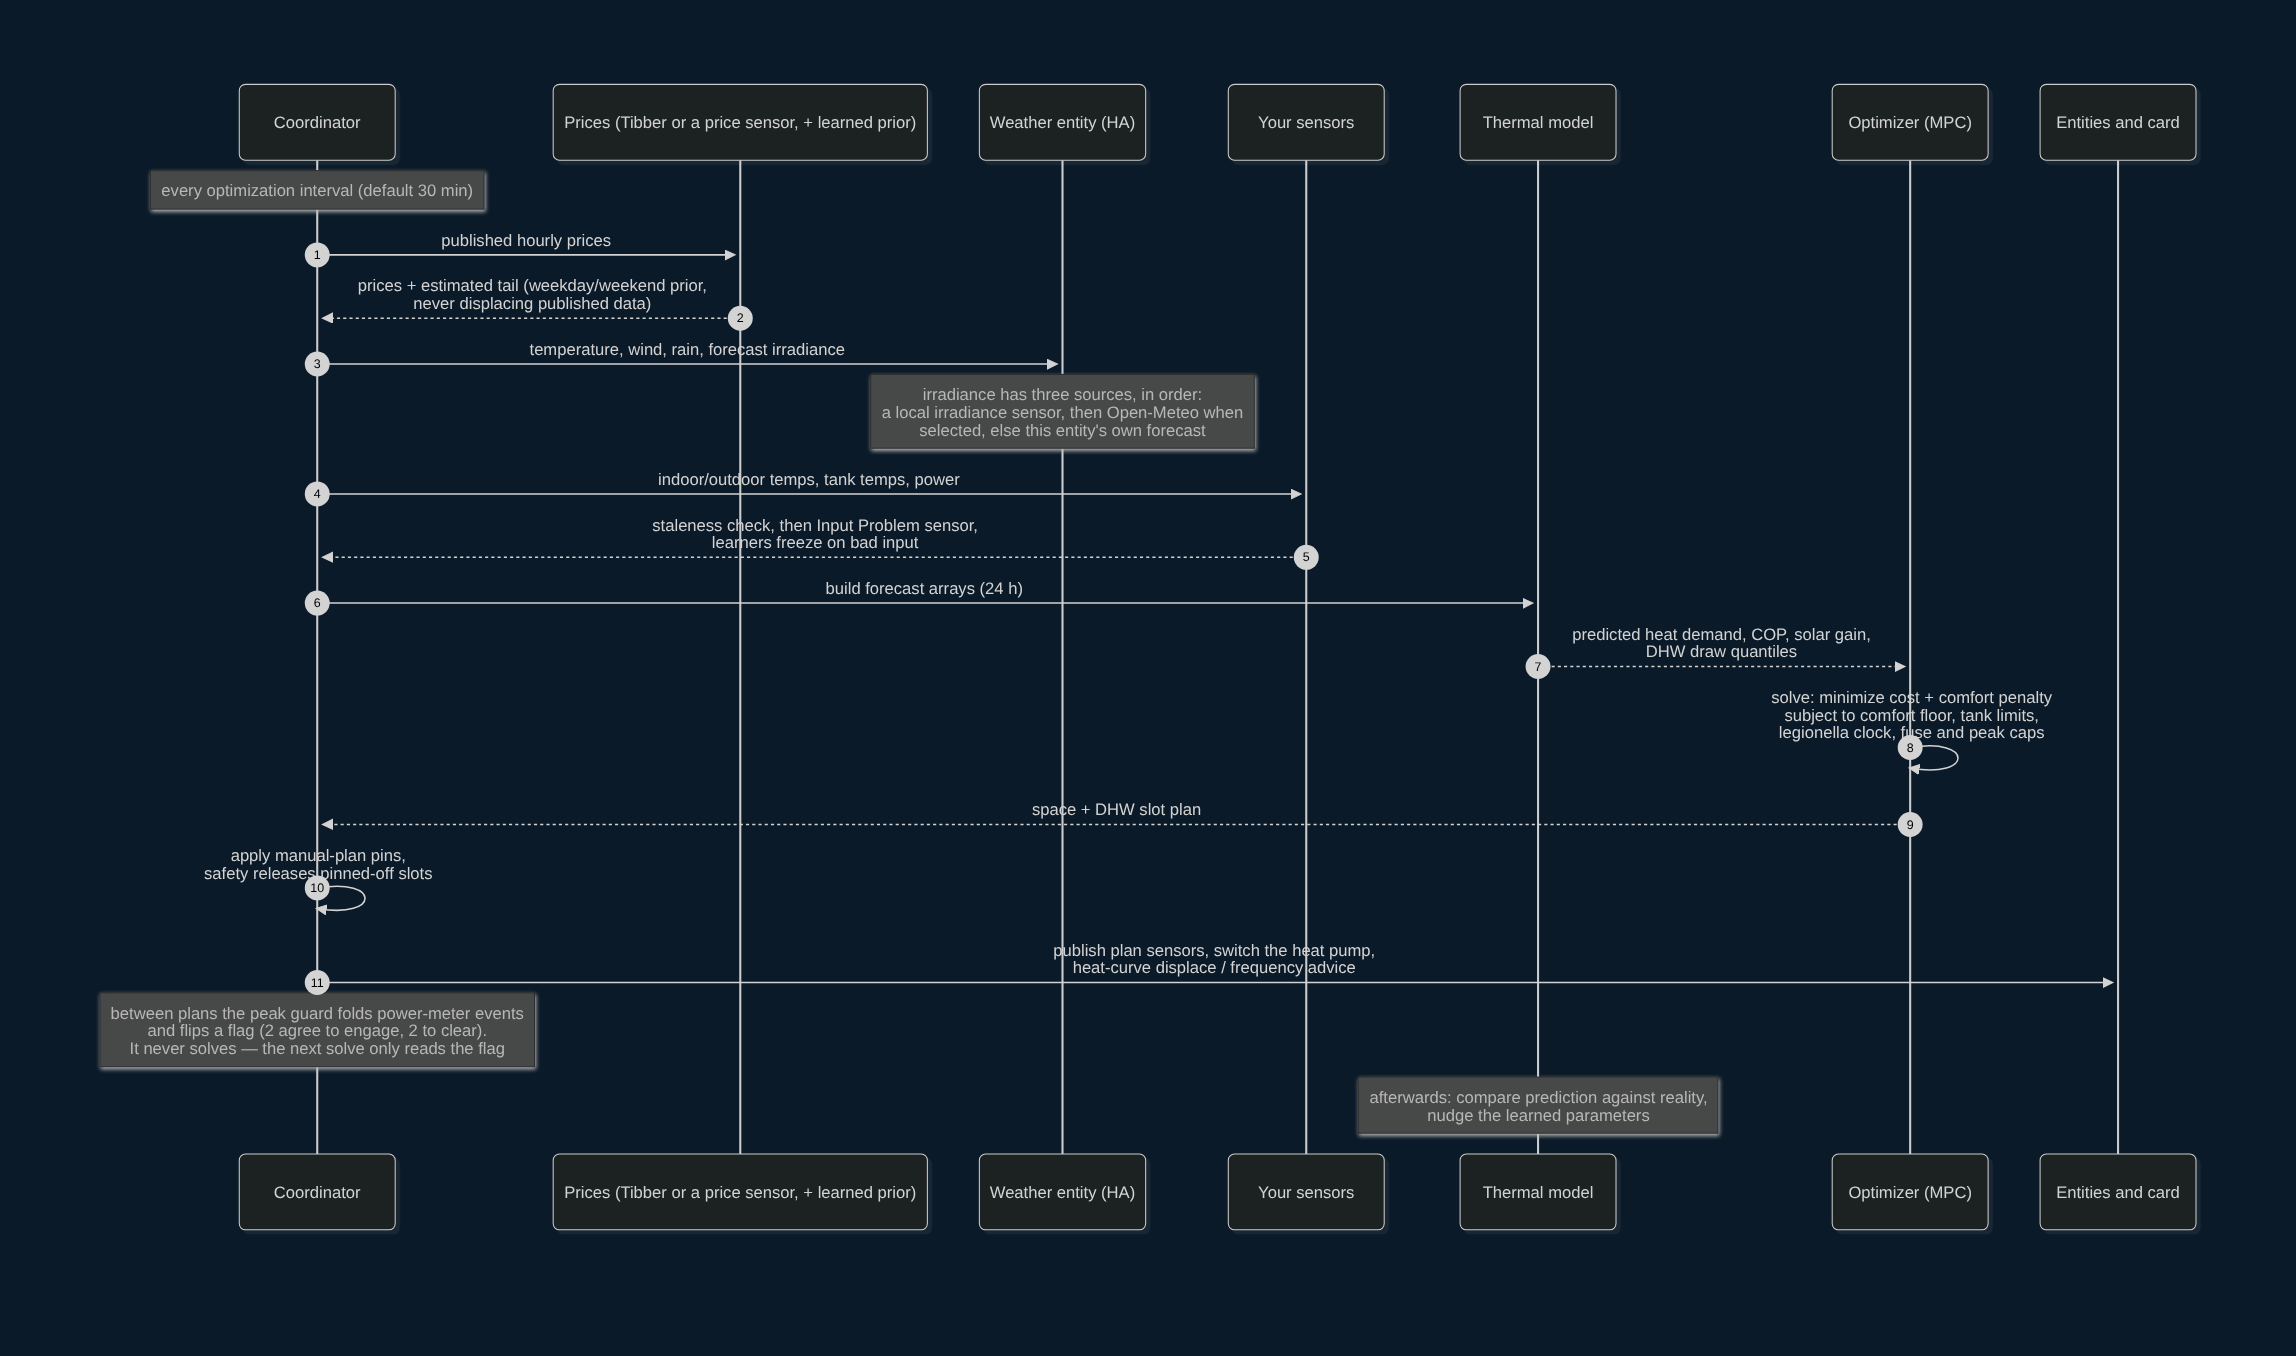 Coordinator
Prices (Tibber or a price sensor, + learned prior)
Weather entity (HA)
Your sensors
Thermal model
Optimizer (MPC)
Entities and card
every optimization interval (default 30 min)
published hourly prices
1
prices + estimated tail (weekday/weekend prior,
never displacing published data)
2
temperature, wind, rain, forecast irradiance
3
irradiance has three sources, in order:
a local irradiance sensor, then Open-Meteo when
selected, else this entity's own forecast
indoor/outdoor temps, tank temps, power
4
staleness check, then Input Problem sensor,
learners freeze on bad input
5
build forecast arrays (24 h)
6
predicted heat demand, COP, solar gain,
DHW draw quantiles
7
solve: minimize cost + comfort penalty
subject to comfort floor, tank limits,
legionella clock, fuse and peak caps
8
space + DHW slot plan
9
apply manual-plan pins,
safety releases pinned-off slots
10
publish plan sensors, switch the heat pump,
heat-curve displace / frequency advice
11
between plans the peak guard folds power-meter events
and flips a flag (2 agree to engage, 2 to clear).
It never solves — the next solve only reads the flag
afterwards: compare prediction against reality,
nudge the learned parameters
Coordinator
Prices (Tibber or a price sensor, + learned prior)
Weather entity (HA)
Your sensors
Thermal model
Optimizer (MPC)
Entities and card